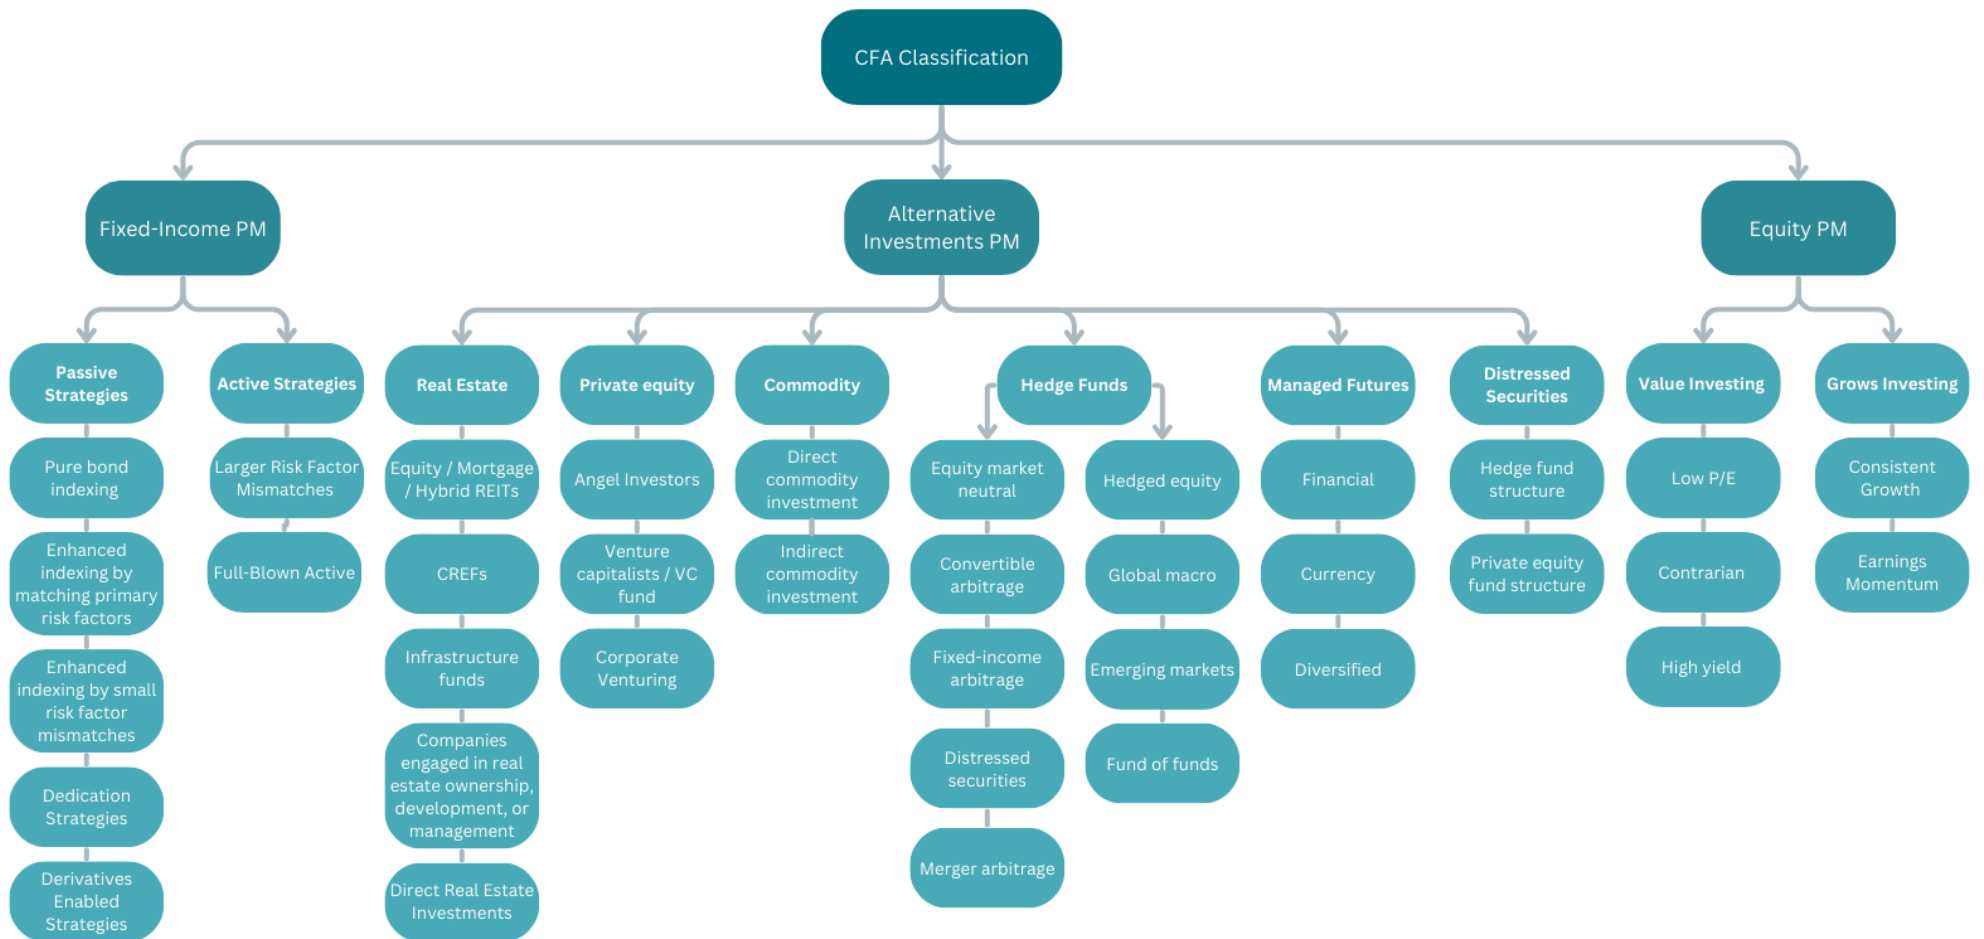 CFA Classification
Fixed-Income PM
Alternative
Investments PM
Equity PM
Passive
Strategies
Active Strategies
Real Estate
Private equity
Commodity
Hedge Funds
Managed Futures
Distressed
Securities
Value Investing
Grows Investing
Pure bond
indexing
Enhanced
indexing by
matching primary
risk factors
Enhanced
indexing by small
risk factor
mismatches
Dedication
Strategies
Derivatives
Enabled
Strategies
Larger Risk Factor
Mismatches
Full-Blown Active
Equity / Mortgage
/ Hybrid REITs
CREFs
Infrastructure
funds
Companies
engaged in real
estate ownership,
development, or
management
Direct Real Estate
Investments
Angel Investors
Venture
capitalists / VC
fund
Corporate
Venturing
Direct
commodity
investment
Indirect
commodity
investment
Equity market
neutral
Convertible
arbitrage
Fixed-income
arbitrage
Distressed
securities
Merger arbitrage
Hedged equity
Global macro
Emerging markets
Fund of funds
Financial
Currency
Diversified
Hedge fund
structure
Private equity
fund structure
Low P/E
Contrarian
High yield
Consistent
Growth
Earnings
Momentum